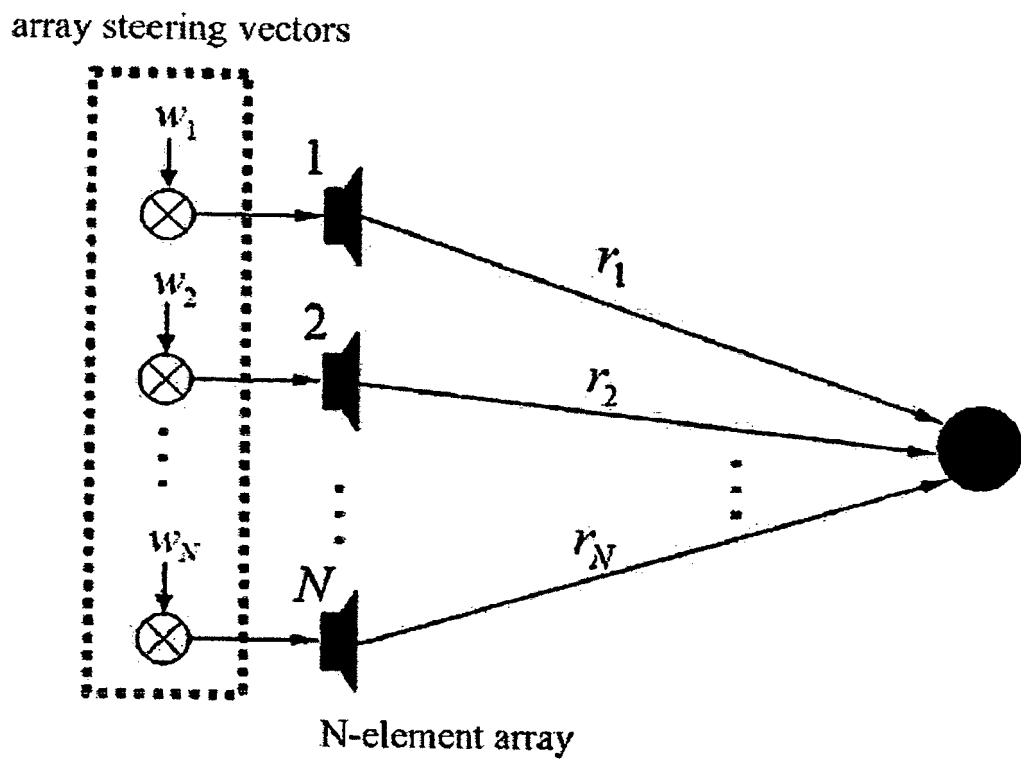 array steering vectors
w1
1
r1
w2
2
r2
wN
N
rN
N-element array